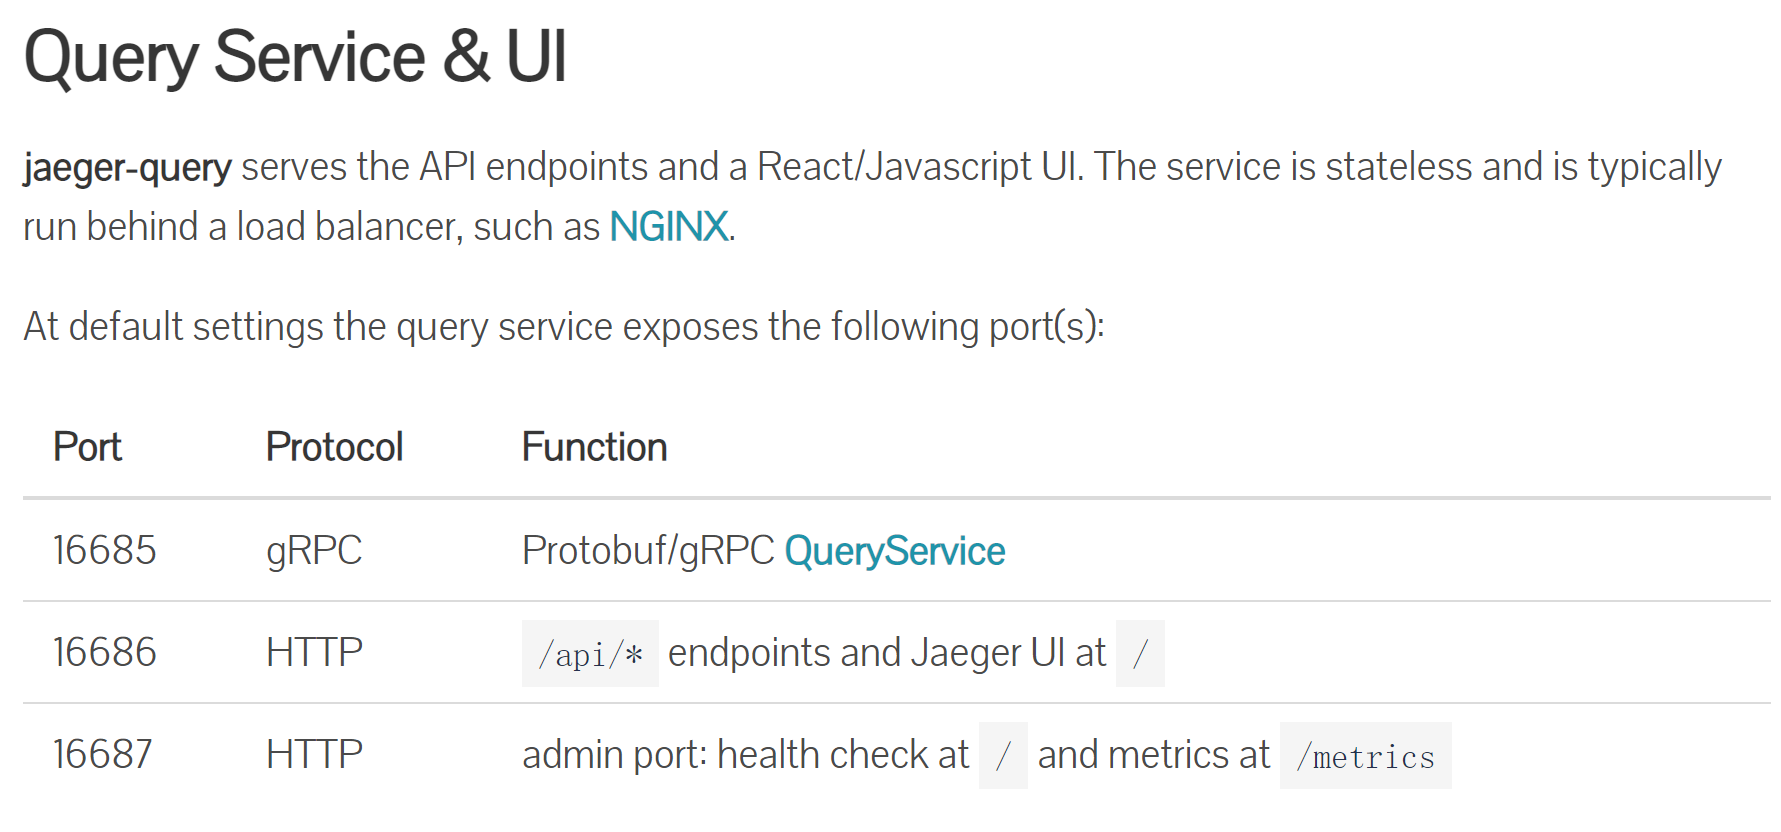 Query Service & UI
jaeger-query serves the API endpoints and a React/Javascript UI. The service is stateless and is typically
run behind a load balancer, such as NGINX.
At default settings the query service exposes the following port(s):
Port Protocol Function
16685 gRPC Protobuf/gRPC QueryService
16686 HTTP /api/* endpoints and Jaeger UI at /
16687 HTTP admin port: health check at / and metrics at /metrics